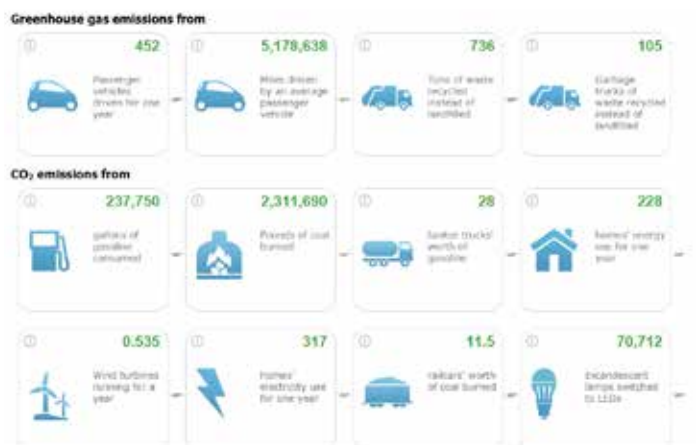 Greenhouse gas emissions from
452
Passenger
vehicles
driven for one
year
5,178,638
Miles driven
by an average
passenger
vehicle
736
Tons of waste
recycled
instead of
landfilled
105
Garbage
trucks of
waste recycled
instead of
landfilled
CO₂ emissions from
237,750
gallons of
gasoline
consumed
2,311,690
Pounds of coal
burned
28
tanker trucks'
worth of
gasoline
228
homes' energy
use for one
year
0.535
Wind turbines
running for a
year
317
homes'
electricity use
for one year
11.5
railcars' worth
of coal burned
70,712
Incandescent
lamps switched
to LEDs